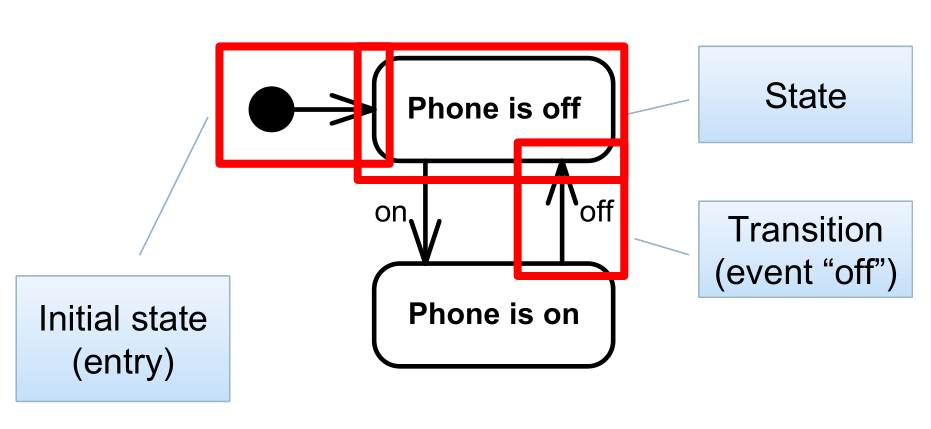 Phone is off
State
on
off
Transition
(event “off”)
Initial state
(entry)
Phone is on